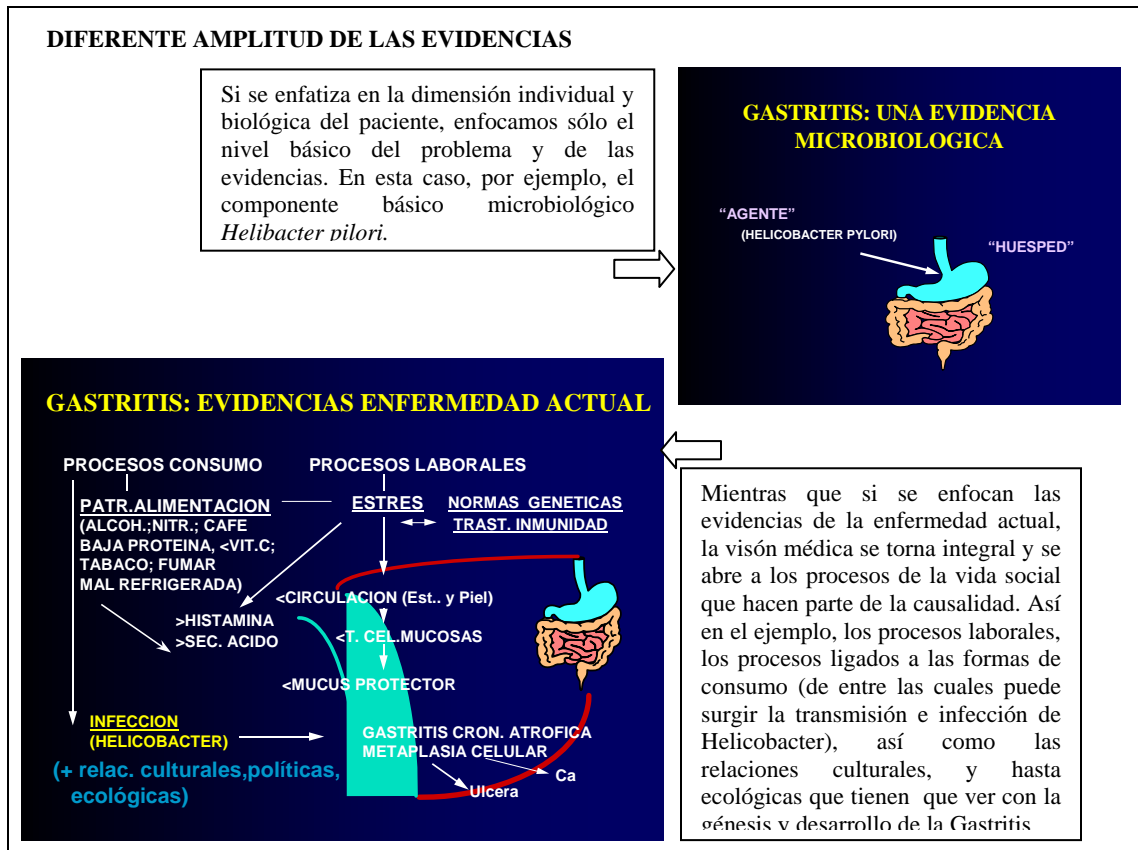 DIFERENTE AMPLITUD DE LAS EVIDENCIAS
Si se enfatiza en la dimensión individual y
biológica del paciente, enfocamos sólo el
nivel básico del problema y de las
evidencias. En esta caso, por ejemplo, el
componente básico microbiológico
Helibacter pilori.
GASTRITIS: UNA EVIDENCIA
MICROBIOLOGICA
“AGENTE”
(HELICOBACTER PYLORI)
“HUESPED”
GASTRITIS: EVIDENCIAS ENFERMEDAD ACTUAL
PROCESOS CONSUMO PROCESOS LABORALES
PATR.ALIMENTACION
(ALCOH.;NITR.; CAFE
BAJA PROTEINA, <VIT.C;
TABACO; FUMAR
MAL REFRIGERADA)
ESTRES
NORMAS GENETICAS
TRAST. INMUNIDAD
<CIRCULACION (Est.. y Piel)
>HISTAMINA
>SEC. ACIDO
<T. CEL.MUCOSAS
<MUCUS PROTECTOR
INFECCION
(HELICOBACTER)
GASTRITIS CRON. ATROFICA
METAPLASIA CELULAR
Ca
Ulcera
(+ relac. culturales,políticas,
ecológicas)
Mientras que si se enfocan las
evidencias de la enfermedad actual,
la visón médica se torna integral y se
abre a los procesos de la vida social
que hacen parte de la causalidad. Así
en el ejemplo, los procesos laborales,
los procesos ligados a las formas de
consumo (de entre las cuales puede
surgir la transmisión e infección de
Helicobacter), así como las
relaciones culturales, y hasta
ecológicas que tienen que ver con la
génesis y desarrollo de la Gastritis